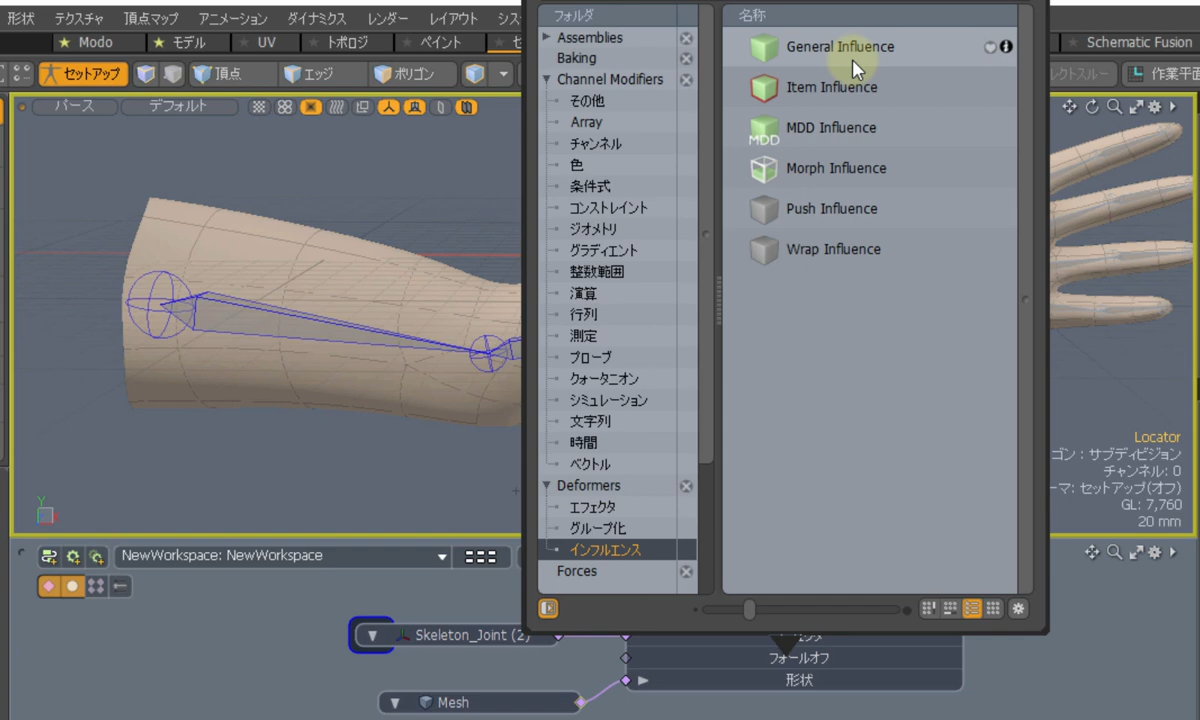 形状 テクスチャ 頂点マップ アニメーション ダイナミクス レンダー レイアウト シス
★ Modo ★ モデル ★ UV ★ トポロジ ★ ペイント ★ セ
★ Schematic Fusion
セットアップ 頂点 エッジ ポリゴン
作業平面
パース デフォルト
フォルダ
Assemblies
Baking
Channel Modifiers
その他
Array
チャンネル
色
条件式
コンストレイント
ジオメトリ
グラディエント
整数範囲
演算
行列
測定
プローブ
クォータニオン
シミュレーション
文字列
時間
ベクトル
Deformers
エフェクタ
グループ化
インフルエンス
Forces
名称
General Influence
Item Influence
MDD Influence
MDD
Morph Influence
Push Influence
Wrap Influence
Locator
ゴン : サブディビジョン
チャンネル: 0
ーマ: セットアップ(オフ)
GL: 7,760
20 mm
Y
NewWorkspace: NewWorkspace
Skeleton_Joint (2)
フォールオフ
形状
Mesh